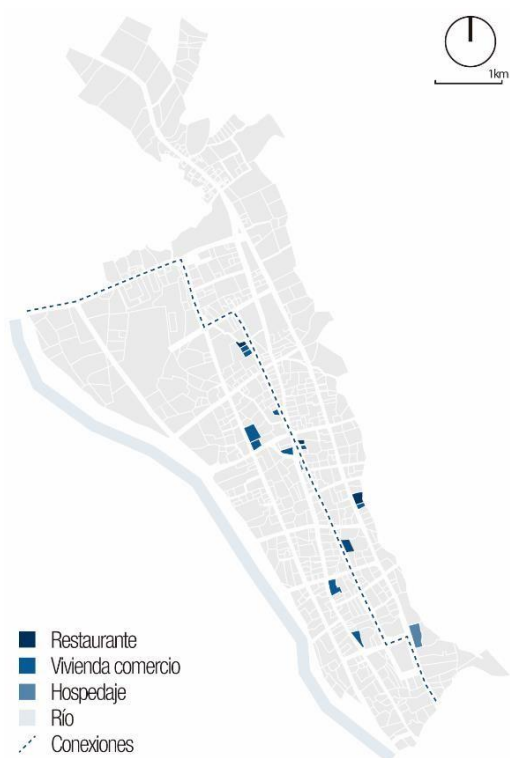 1km
Restaurante
Vivienda comercio
Hospedaje
Río
Conexiones